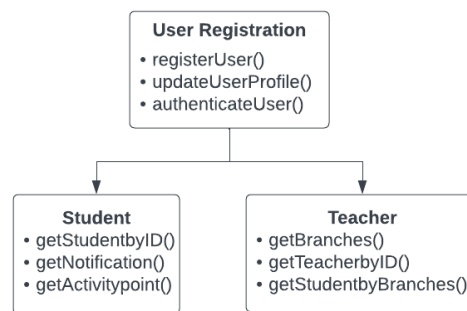 User Registration
• registerUser()
• updateUserProfile()
• authenticateUser()
Student
• getStudentbyID()
• getNotification()
• getActivitypoint()
Teacher
• getBranches()
• getTeacherbyID()
• getStudentbyBranches()